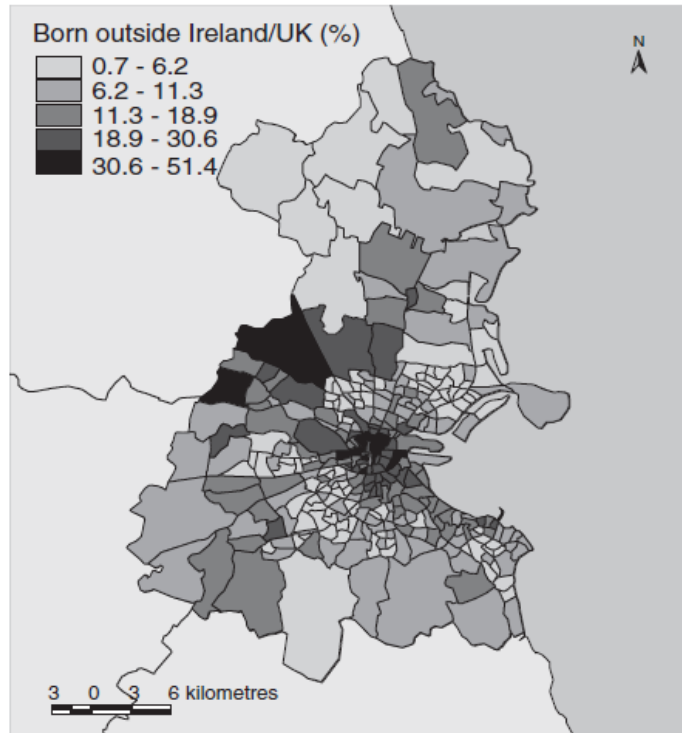 Born outside Ireland/UK (%)
0.7 - 6.2
6.2 - 11.3
11.3 - 18.9
18.9 - 30.6
30.6 - 51.4
N
3 0 3 6 kilometres